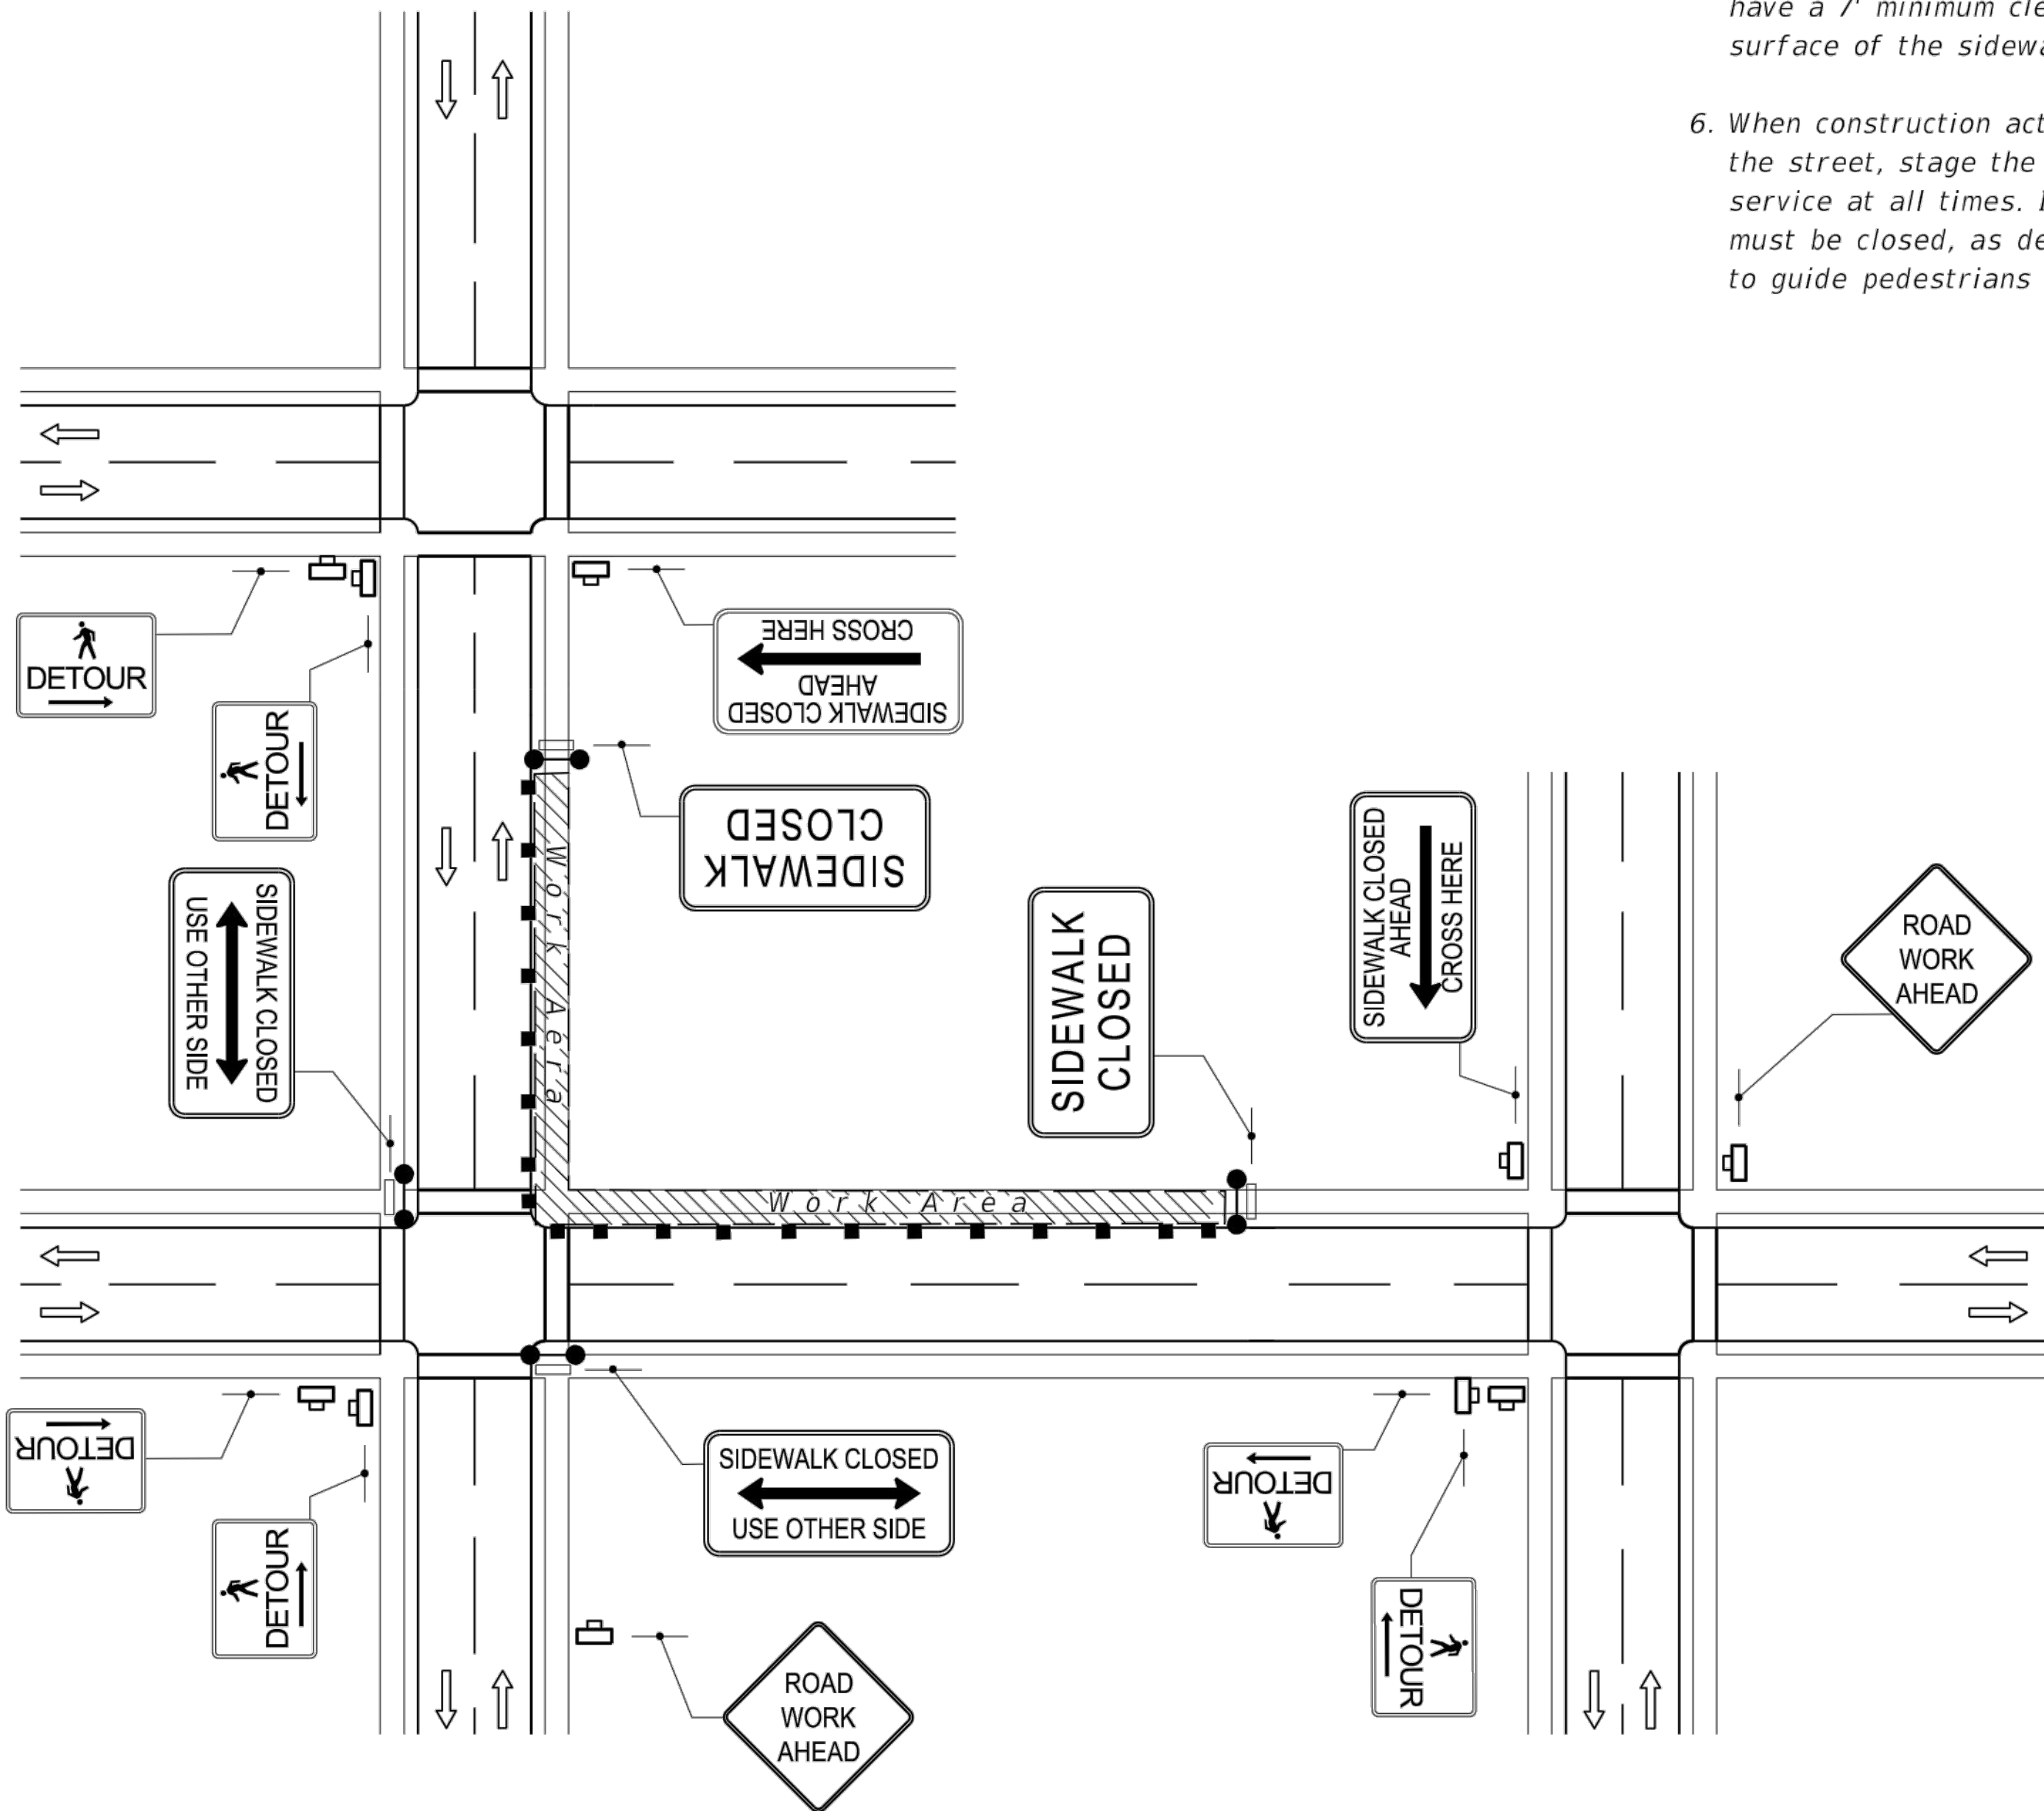 have a 7' minimum cle
surface of the sidewa
6. When construction act
the street, stage the
service at all times.
must be closed, as de
to guide pedestrians
DETOUR
DETOUR
SIDEWALK CLOSED
AHEAD
CROSS HERE
SIDEWALK
CLOSED
SIDEWALK CLOSED
USE OTHER SIDE
Work Aera
SIDEWALK
CLOSED
SIDEWALK CLOSED
AHEAD
CROSS HERE
ROAD
WORK
AHEAD
Work Area
DETOUR
DETOUR
SIDEWALK CLOSED
USE OTHER SIDE
ROAD
WORK
AHEAD
DETOUR
DETOUR